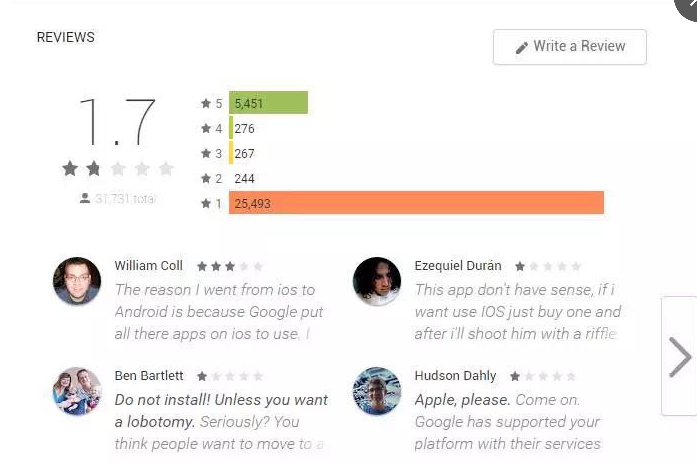 REVIEWS
Write a Review
1.7
5 5,451
4 276
3 267
2 244
1 25,493
31,731 total
William Coll
The reason I went from ios to
Android is because Google put
all there apps on ios to use. I
Ezequiel Durán
This app don't have sense, if i
want use IOS just buy one and
after i'll shoot him with a riffle
Ben Bartlett
Do not install! Unless you want
a lobotomy. Seriously? You
think people want to move to a
Hudson Dahly
Apple, please. Come on.
Google has supported your
platform with their services